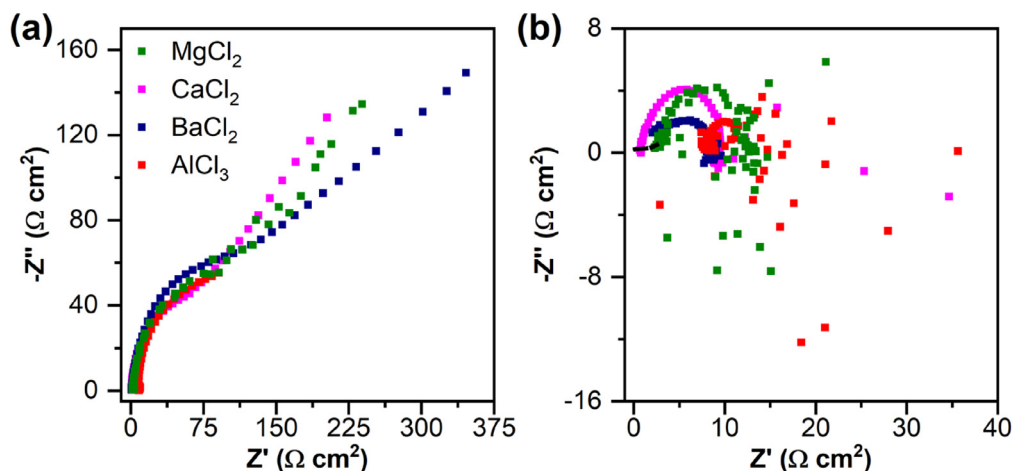 (a)
160
120
80
40
0
-Z'' (Ω cm²)
MgCl₂
CaCl₂
BaCl₂
AlCl₃
0 75 150 225 300 375
Z' (Ω cm²)
(b)
8
0
-8
-16
-Z'' (Ω cm²)
0 10 20 30 40
Z' (Ω cm²)